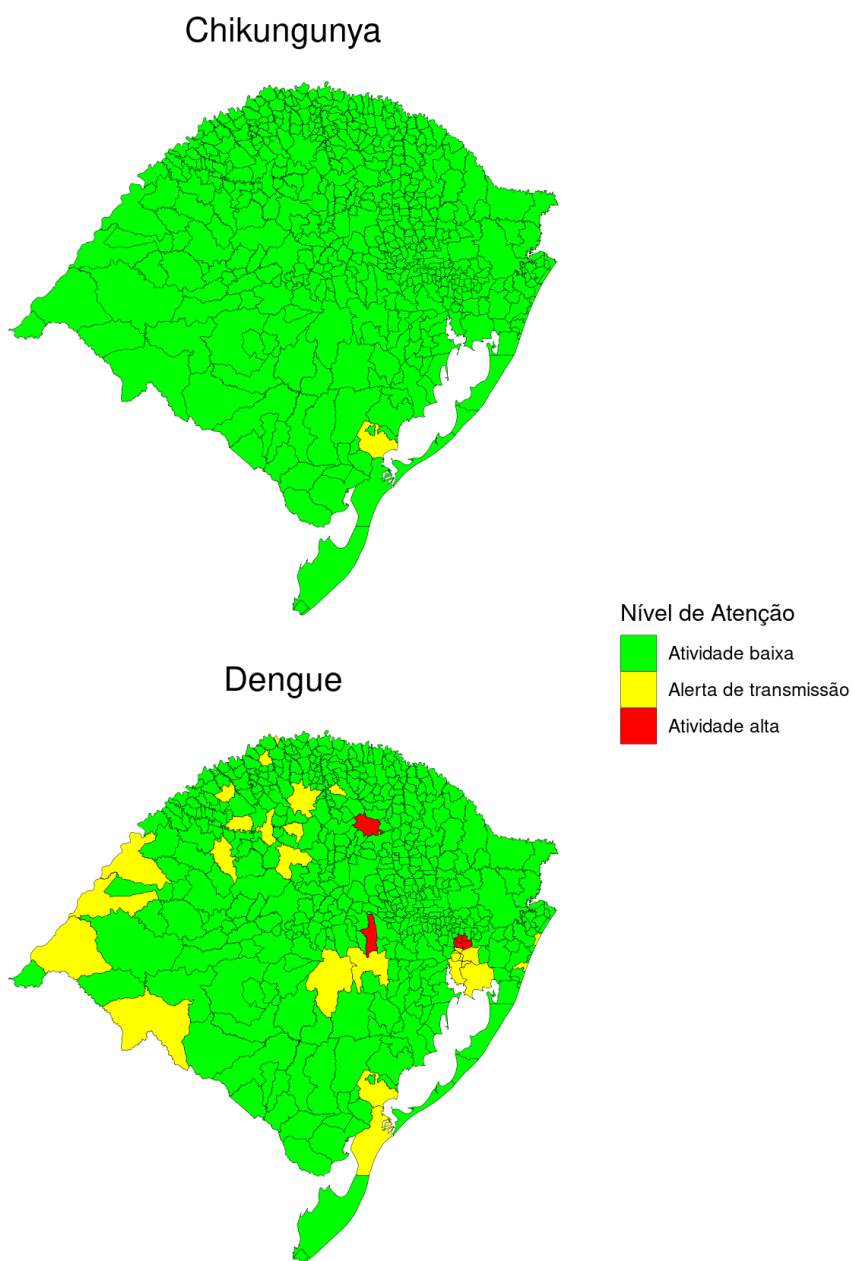 Chikungunya
Nível de Atenção
Atividade baixa
Alerta de transmissão
Atividade alta
Dengue